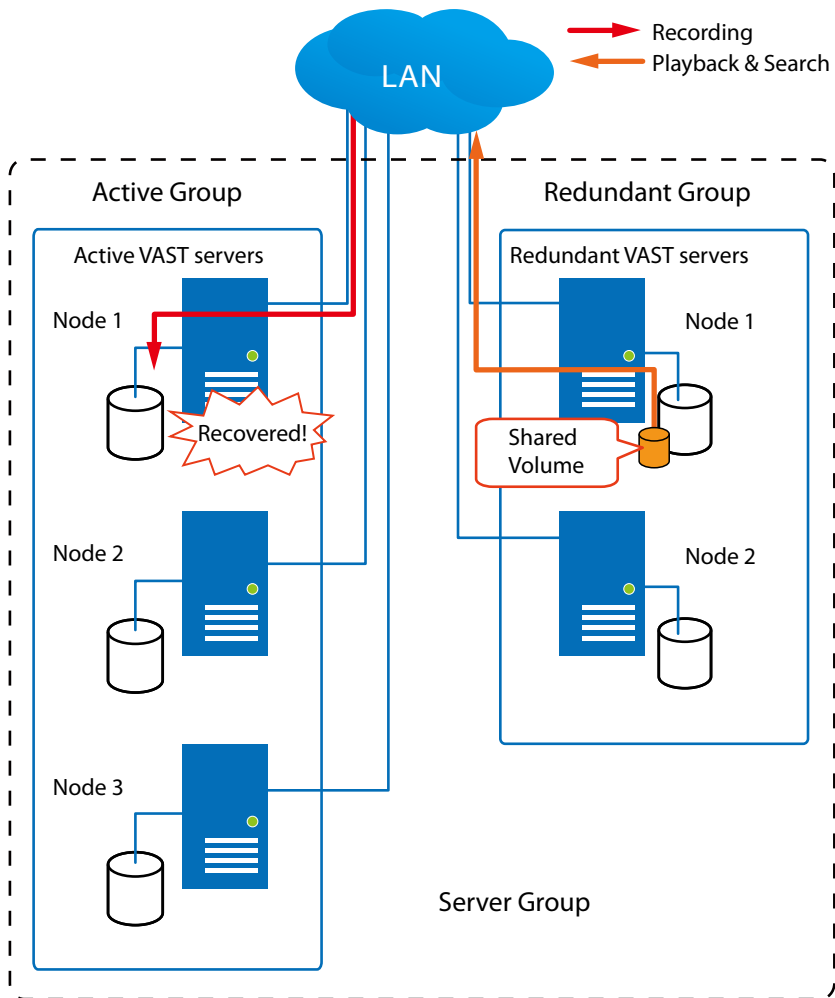 LAN
Recording
Playback & Search
Active Group
Redundant Group
Active VAST servers
Redundant VAST servers
Node 1
Node 1
Recovered!
Shared
Volume
Node 2
Node 2
Node 3
Server Group